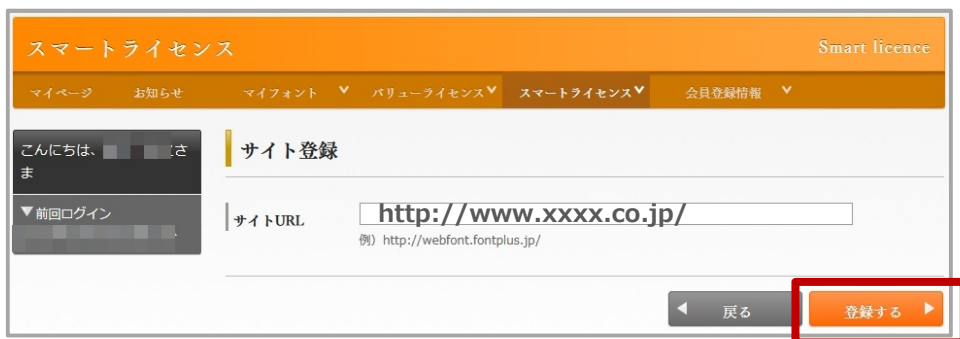 スマートライセンス
Smart licence
マイページ お知らせ マイフォント バリューライセンス スマートライセンス 会員登録情報
こんにちは、 さ
ま
▼前回ログイン
サイト登録
サイトURL http://www.xxxx.co.jp/
例）http://webfont.fontplus.jp/
戻る 登録する